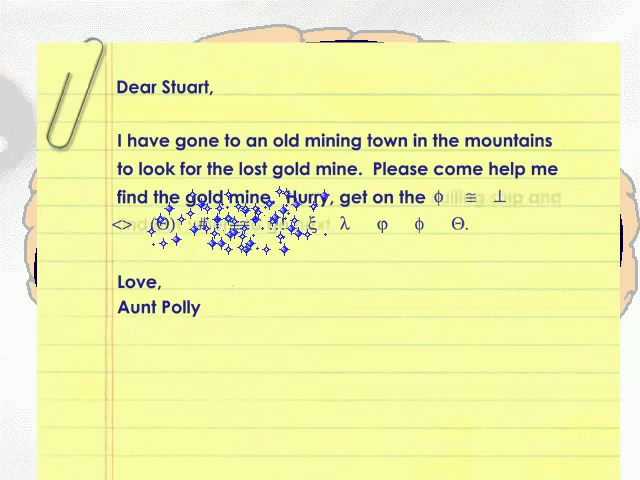 Dear Stuart,
I have gone to an old mining town in the mountains
to look for the lost gold mine. Please come help me
find the gold mine. Hurry, get on the ϕ ≅ ⊥
<> (Θ) # ξ λ φ ϕ Θ.
Love,
Aunt Polly